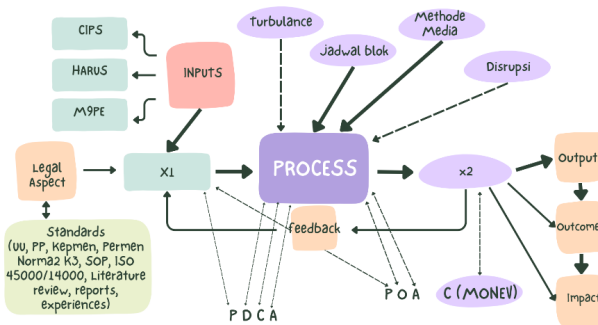 CIPS
HARUS
M9PE
INPUTS
Turbulance
jadwal blok
Methode
Media
Disrupsi
Legal
Aspect
X1
PROCESS
x2
Output
Outcome
Impact
feedback
Standards
(UU, PP, Kepmen, Permen
Norma2 K3, SOP, ISO
45000/14000, Literature
review, reports,
experiences)
P D C A
P O A
C (MONEV)